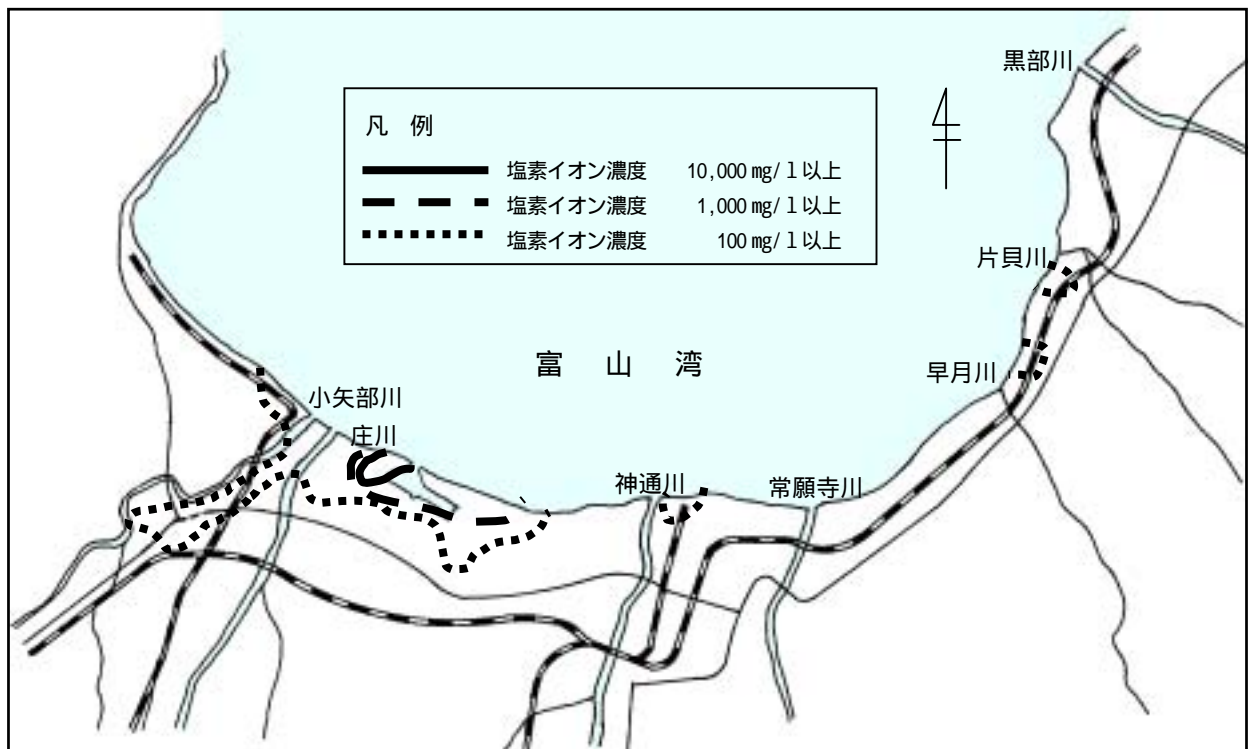 黒部川
凡 例
塩素イオン濃度 10,000 mg/l以上
塩素イオン濃度 1,000 mg/l以上
塩素イオン濃度 100 mg/l以上
片貝川
富 山 湾
早月川
小矢部川
庄川
神通川
常願寺川